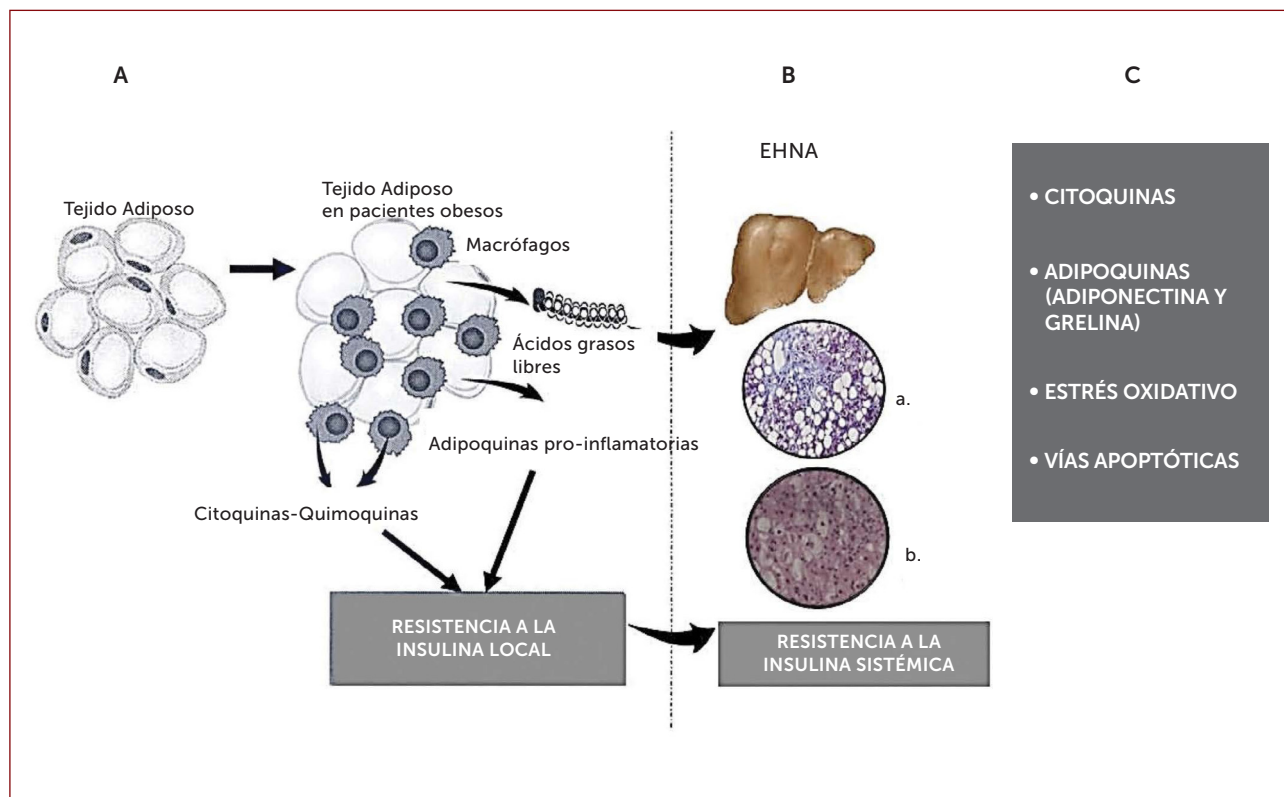 A
B
C
EHNA
Tejido Adiposo
Tejido Adiposo
en pacientes obesos
Macrófagos
Ácidos grasos
libres
Adipoquinas pro-inflamatorias
Citoquinas-Quimoquinas
RESISTENCIA A LA
INSULINA LOCAL
a.
b.
RESISTENCIA A LA
INSULINA SISTÉMICA
• CITOQUINAS
• ADIPOQUINAS
(ADIPONECTINA Y
GRELINA)
• ESTRÉS OXIDATIVO
• VÍAS APOPTÓTICAS